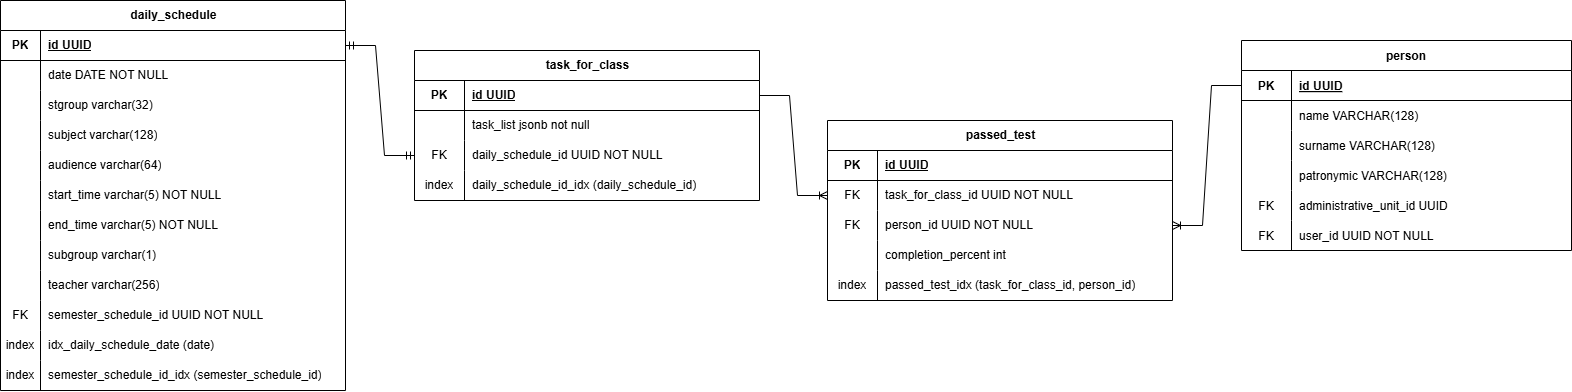 daily_schedule
PK id UUID
date DATE NOT NULL
stgroup varchar(32)
subject varchar(128)
audience varchar(64)
start_time varchar(5) NOT NULL
end_time varchar(5) NOT NULL
subgroup varchar(1)
teacher varchar(256)
FK semester_schedule_id UUID NOT NULL
index idx_daily_schedule_date (date)
index semester_schedule_id_idx (semester_schedule_id)
task_for_class
PK id UUID
task_list jsonb not null
FK daily_schedule_id UUID NOT NULL
index daily_schedule_id_idx (daily_schedule_id)
passed_test
PK id UUID
FK task_for_class_id UUID NOT NULL
FK person_id UUID NOT NULL
completion_percent int
index passed_test_idx (task_for_class_id, person_id)
person
PK id UUID
name VARCHAR(128)
surname VARCHAR(128)
patronymic VARCHAR(128)
FK administrative_unit_id UUID
FK user_id UUID NOT NULL